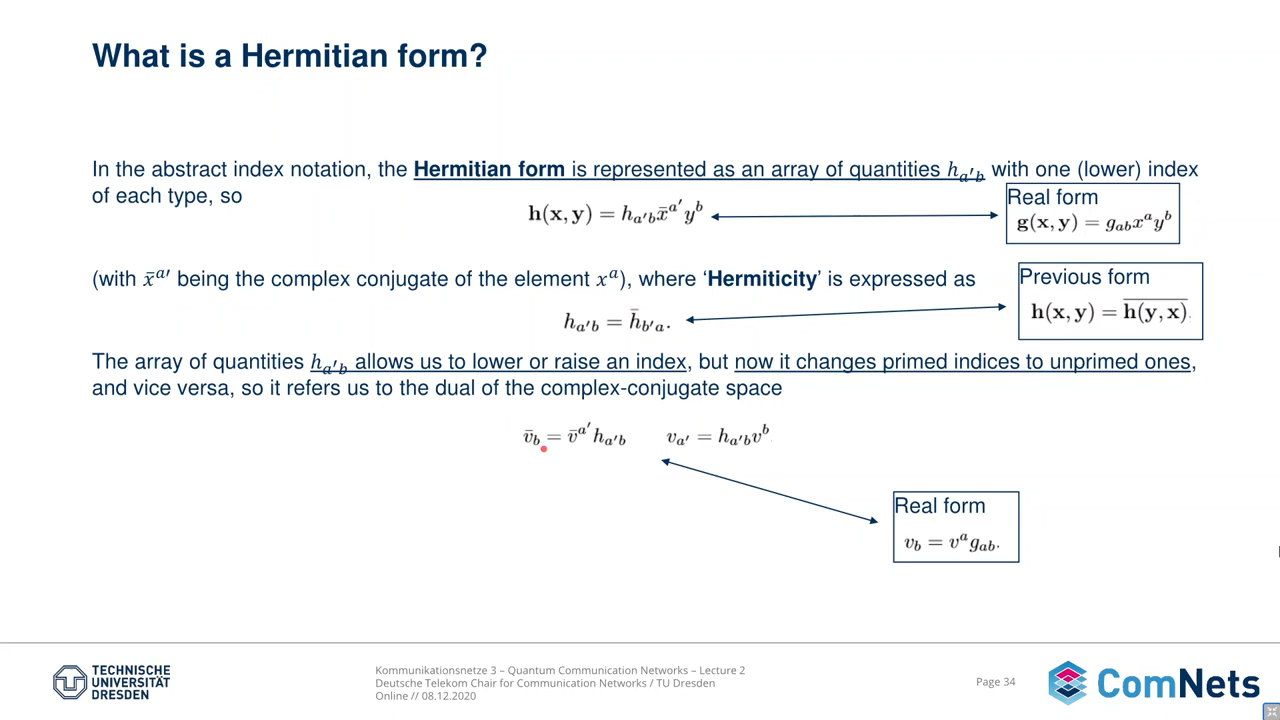 What is a Hermitian form?
In the abstract index notation, the Hermitian form is represented as an array of quantities h_{a′b} with one (lower) index
of each type, so
Real form
h(x, y) = h_{a′b}x̄^{a′}y^b
g(x, y) = g_{ab}x^ay^b
(with x̄^{a′} being the complex conjugate of the element x^a), where ‘Hermiticity’ is expressed as
Previous form
h_{a′b} = h̄_{b′a}.
h(x, y) = \overline{h(y, x)}.
The array of quantities h_{a′b} allows us to lower or raise an index, but now it changes primed indices to unprimed ones,
and vice versa, so it refers us to the dual of the complex-conjugate space
v̄_b = v̄^{a′}h_{a′b} v_{a′} = h_{a′b}v^b
Real form
v_b = v^ag_{ab}.
TECHNISCHE
UNIVERSITÄT
DRESDEN
Kommunikationsnetze 3 – Quantum Communication Networks – Lecture 2
Deutsche Telekom Chair for Communication Networks / TU Dresden
Online // 08.12.2020
Page 34
ComNets